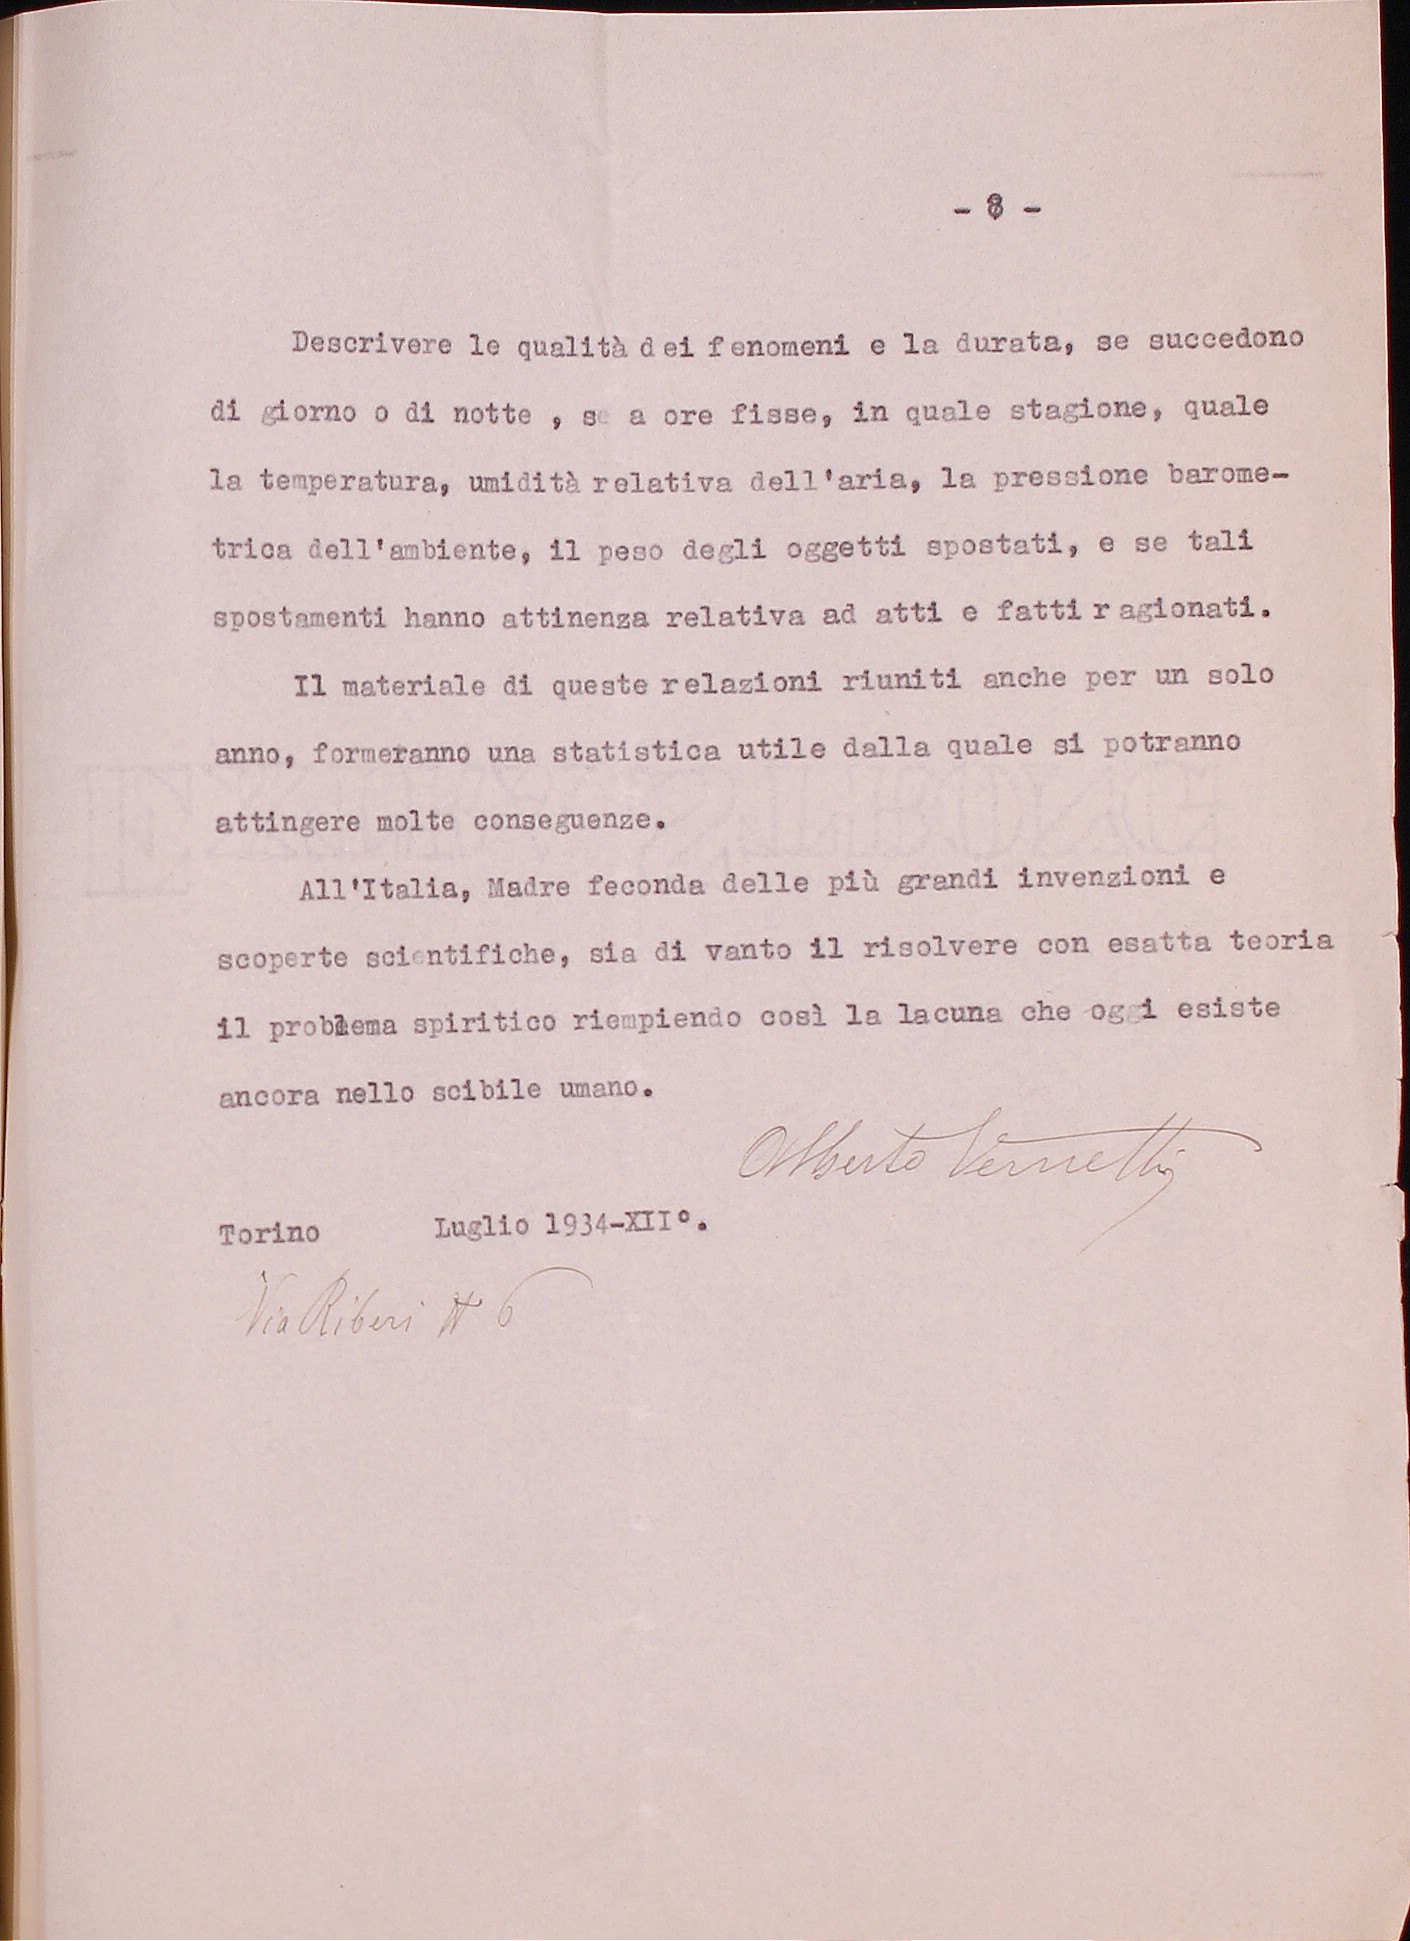 - 8 -
Descrivere le qualità dei fenomeni e la durata, se succedono
di giorno o di notte , se a ore fisse, in quale stagione, quale
la temperatura, umidità relativa dell'aria, la pressione barome-
trica dell'ambiente, il peso degli oggetti spostati, e se tali
spostamenti hanno attinenza relativa ad atti e fatti ragionati.
Il materiale di queste relazioni riuniti anche per un solo
anno, formeranno una statistica utile dalla quale si potranno
attingere molte conseguenze.
All'Italia, Madre feconda delle più grandi invenzioni e
scoperte scientifiche, sia di vanto il risolvere con esatta teoria
il problema spiritico riempiendo così la lacuna che oggi esiste
ancora nello scibile umano.
Alberto Vernetti
Torino Luglio 1934-XII°.
Via Riberi N 6